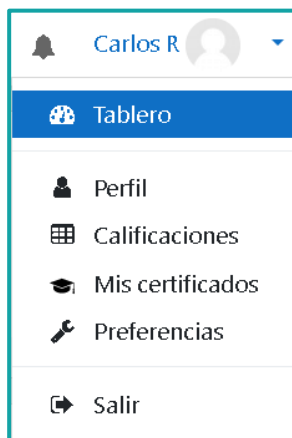 Carlos R
Tablero
Perfil
Calificaciones
Mis certificados
Preferencias
Salir